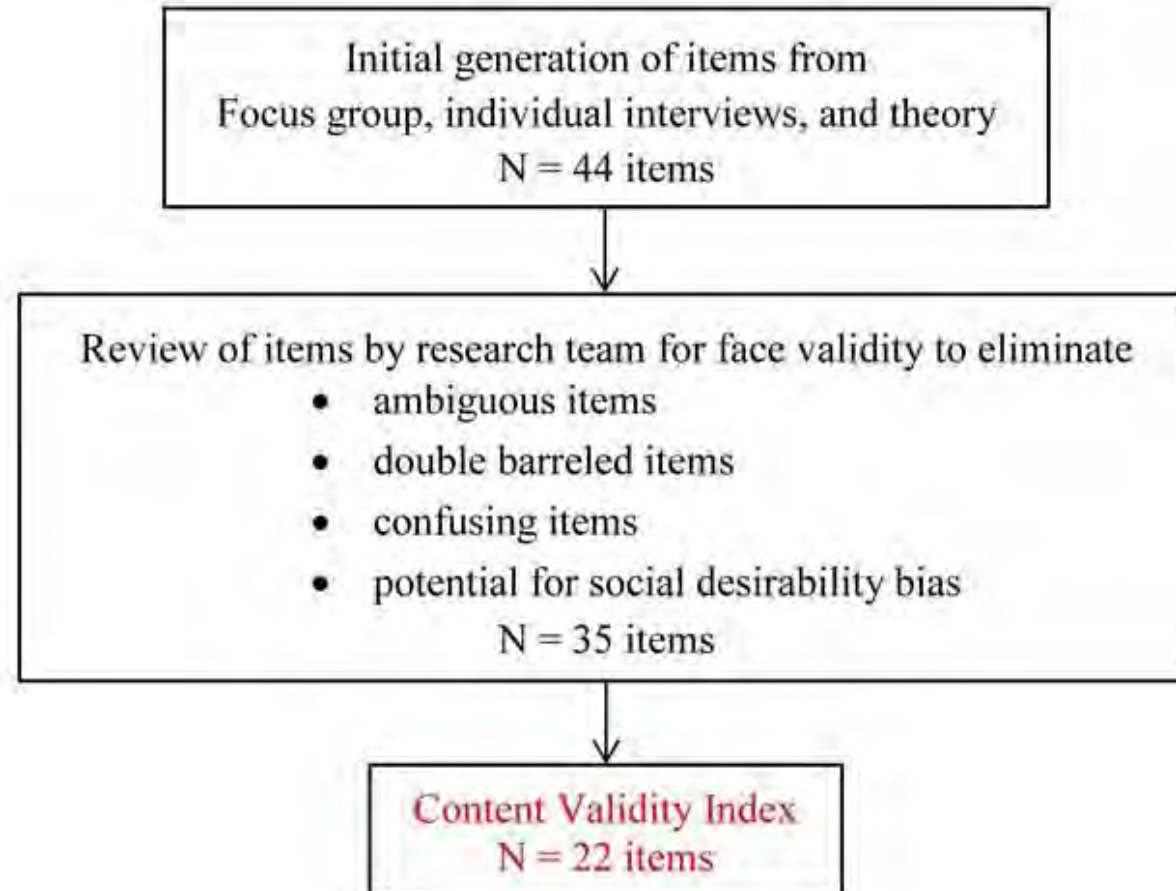 Initial generation of items from
Focus group, individual interviews, and theory
N = 44 items
Review of items by research team for face validity to eliminate
• ambiguous items
• double barreled items
• confusing items
• potential for social desirability bias
N = 35 items
Content Validity Index
N = 22 items